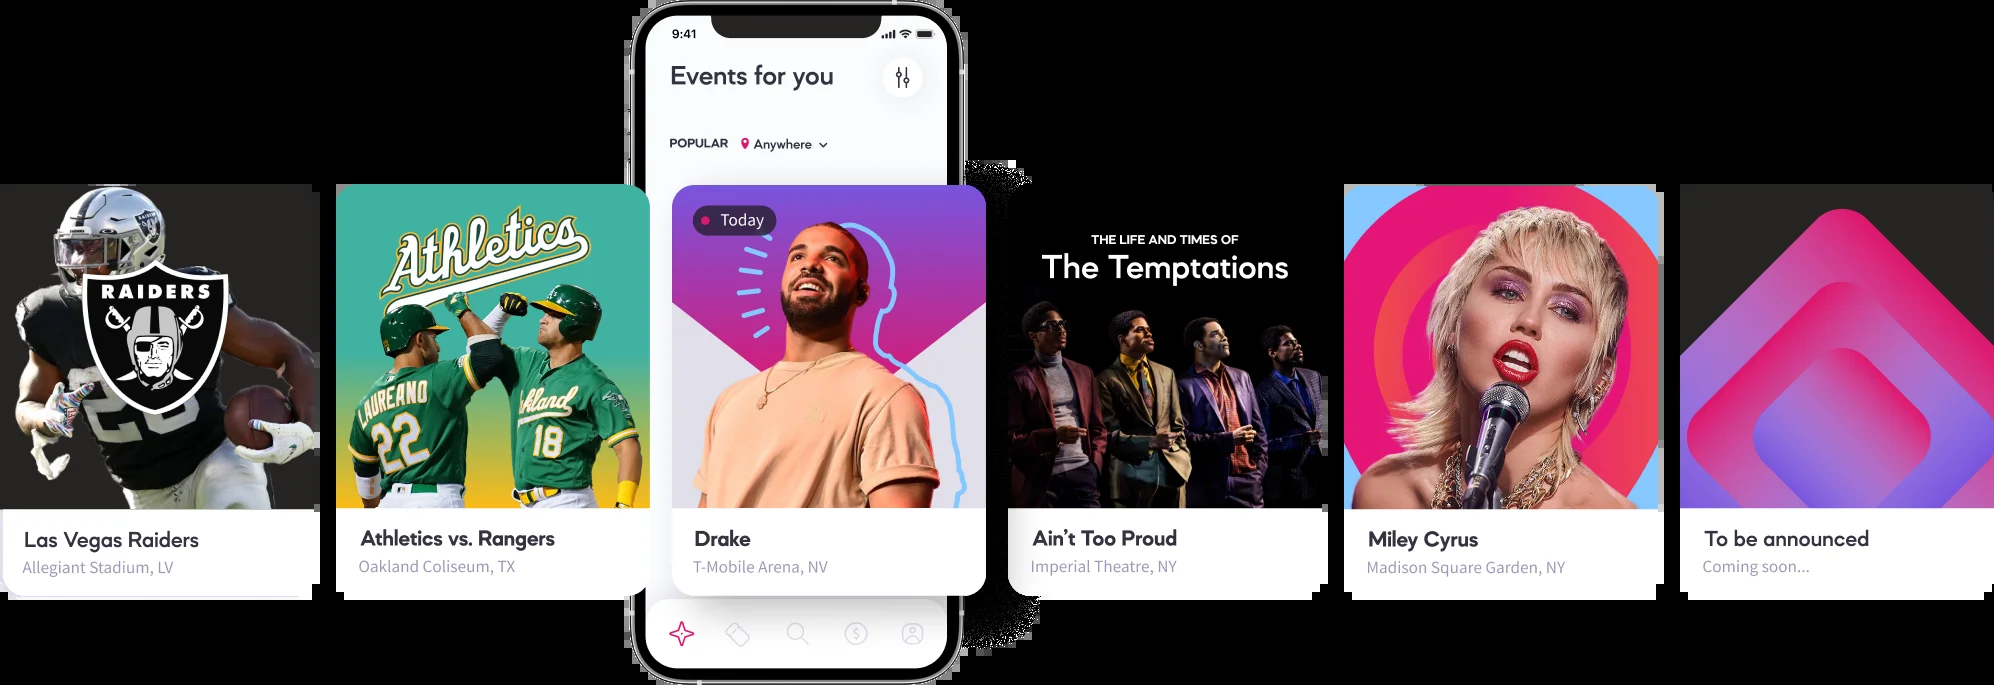 9:41
Events for you
POPULAR
Anywhere
RAIDERS
Las Vegas Raiders
Allegiant Stadium, LV
Athletics
LAUREANO
22
18
Athletics vs. Rangers
Oakland Coliseum, TX
Today
Drake
T-Mobile Arena, NV
THE LIFE AND TIMES OF
The Temptations
Ain't Too Proud
Imperial Theatre, NY
Miley Cyrus
Madison Square Garden, NY
To be announced
Coming soon...